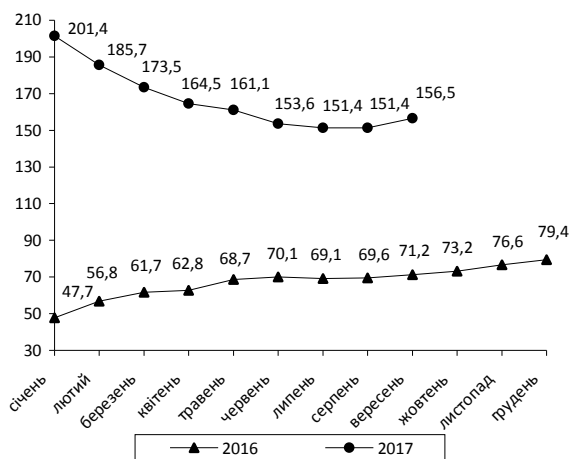 210
190
170
150
130
110
90
70
50
30
201,4
185,7
173,5
164,5
161,1
153,6
151,4
151,4
156,5
47,7
56,8
61,7
62,8
68,7
70,1
69,1
69,6
71,2
73,2
76,6
79,4
січень
лютий
березень
квітень
травень
червень
липень
серпень
вересень
жовтень
листопад
грудень
2016
2017